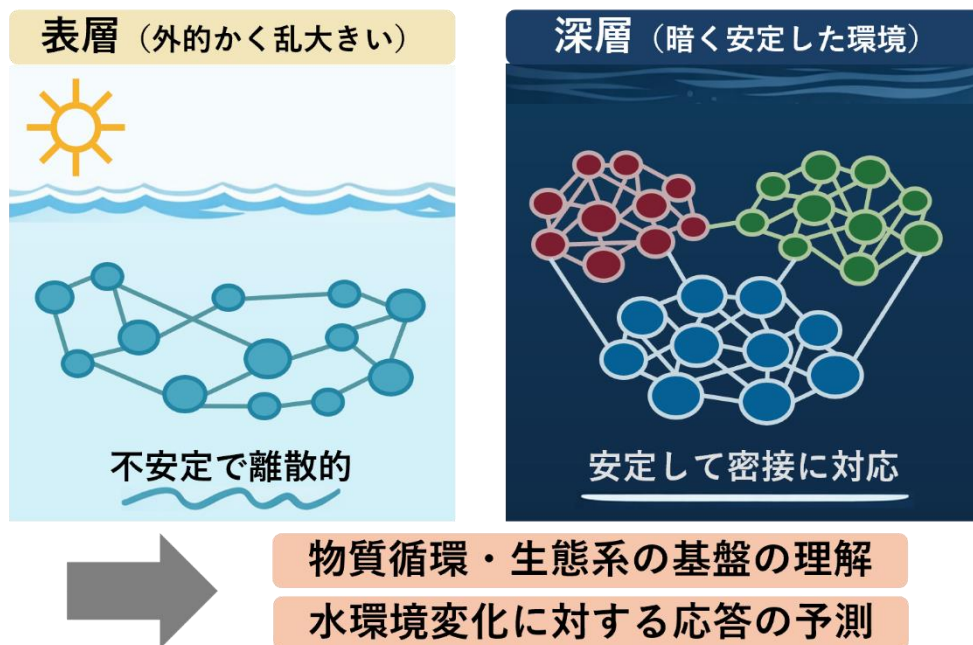 表層（外的かく乱大きい）
深層（暗く安定した環境）
不安定で離散的
安定して密接に対応
物質循環・生態系の基盤の理解
水環境変化に対する応答の予測